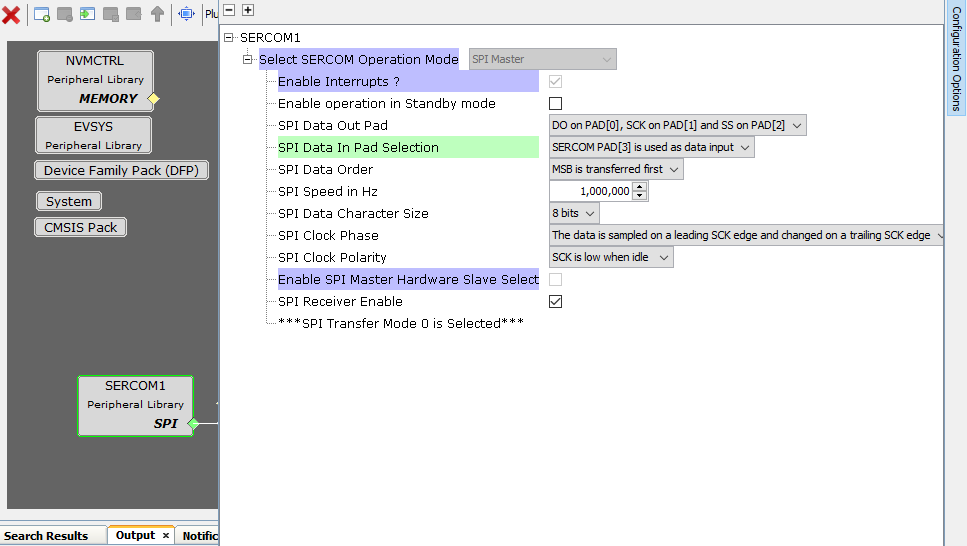 Plu
NVMCTRL
Peripheral Library
MEMORY
EVSYS
Peripheral Library
Device Family Pack (DFP)
System
CMSIS Pack
SERCOM1
Peripheral Library
SPI
Search Results
Output ×
Notific
SERCOM1
Select SERCOM Operation Mode SPI Master
Enable Interrupts ?
Enable operation in Standby mode
SPI Data Out Pad DO on PAD[0], SCK on PAD[1] and SS on PAD[2]
SPI Data In Pad Selection SERCOM PAD[3] is used as data input
SPI Data Order MSB is transferred first
SPI Speed in Hz 1,000,000
SPI Data Character Size 8 bits
SPI Clock Phase The data is sampled on a leading SCK edge and changed on a trailing SCK edge
SPI Clock Polarity SCK is low when idle
Enable SPI Master Hardware Slave Select
SPI Receiver Enable
***SPI Transfer Mode 0 is Selected***
Configuration Options